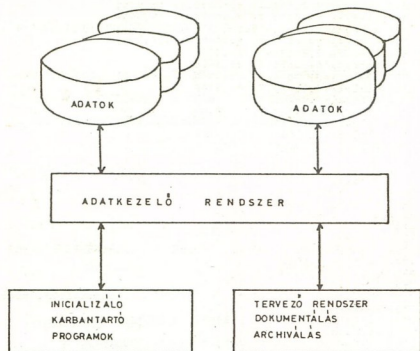 ADATOK
ADATOK
ADATKEZELŐ RENDSZER
INICIALIZÁLÓ
KARBANTARTÓ
PROGRAMOK
TERVEZŐ RENDSZER
DOKUMENTÁLÁS
ARCHIVÁLÁS